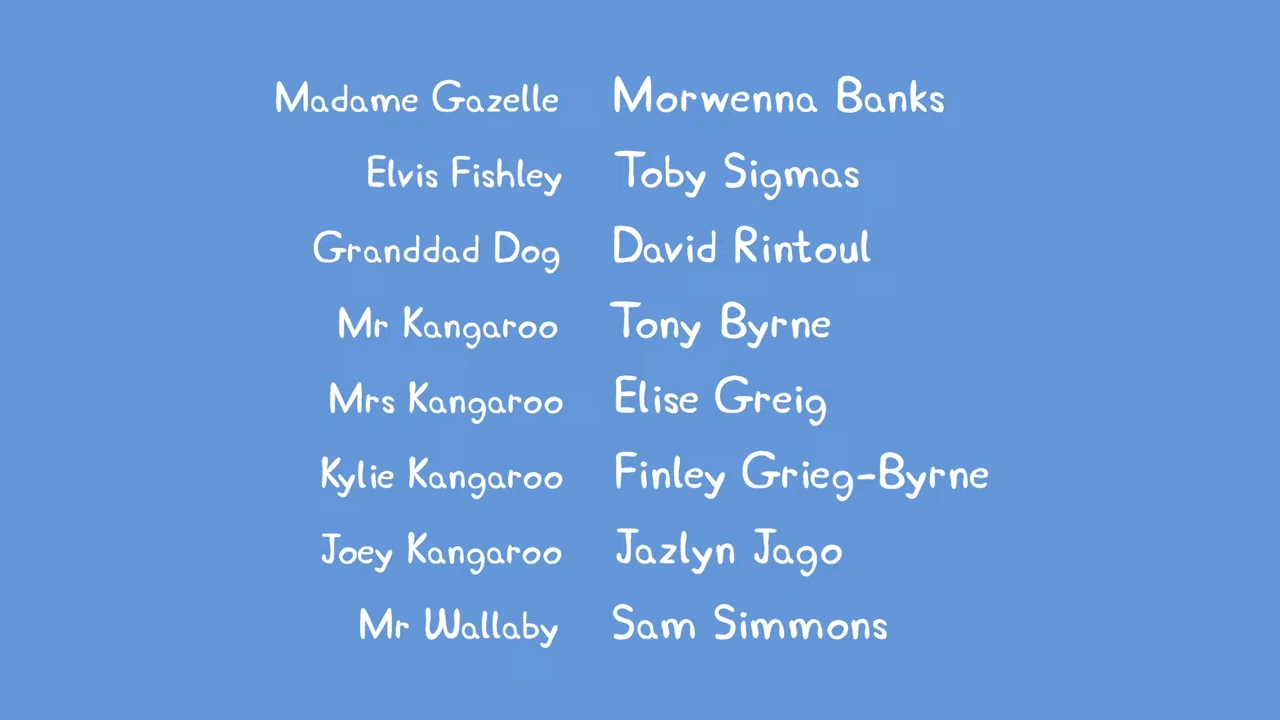 Madame Gazelle Morwenna Banks
Elvis Fishley Toby Sigmas
Granddad Dog David Rintoul
Mr Kangaroo Tony Byrne
Mrs Kangaroo Elise Greig
Kylie Kangaroo Finley Grieg-Byrne
Joey Kangaroo Jazlyn Jago
Mr Wallaby Sam Simmons